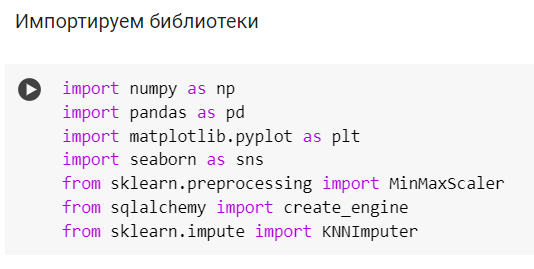 Импортируем библиотеки
import numpy as np
import pandas as pd
import matplotlib.pyplot as plt
import seaborn as sns
from sklearn.preprocessing import MinMaxScaler
from sqlalchemy import create_engine
from sklearn.impute import KNNImputer